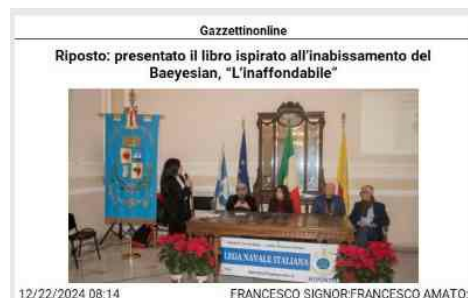 Gazzettinonline
Riposto: presentato il libro ispirato all'inabissamento del
Baeyesian, "L'inaffondabile"
LEGA NAVALE ITALIANA
12/22/2024 08:14
FRANCESCO SIGNOR:FRANCESCO AMATO: